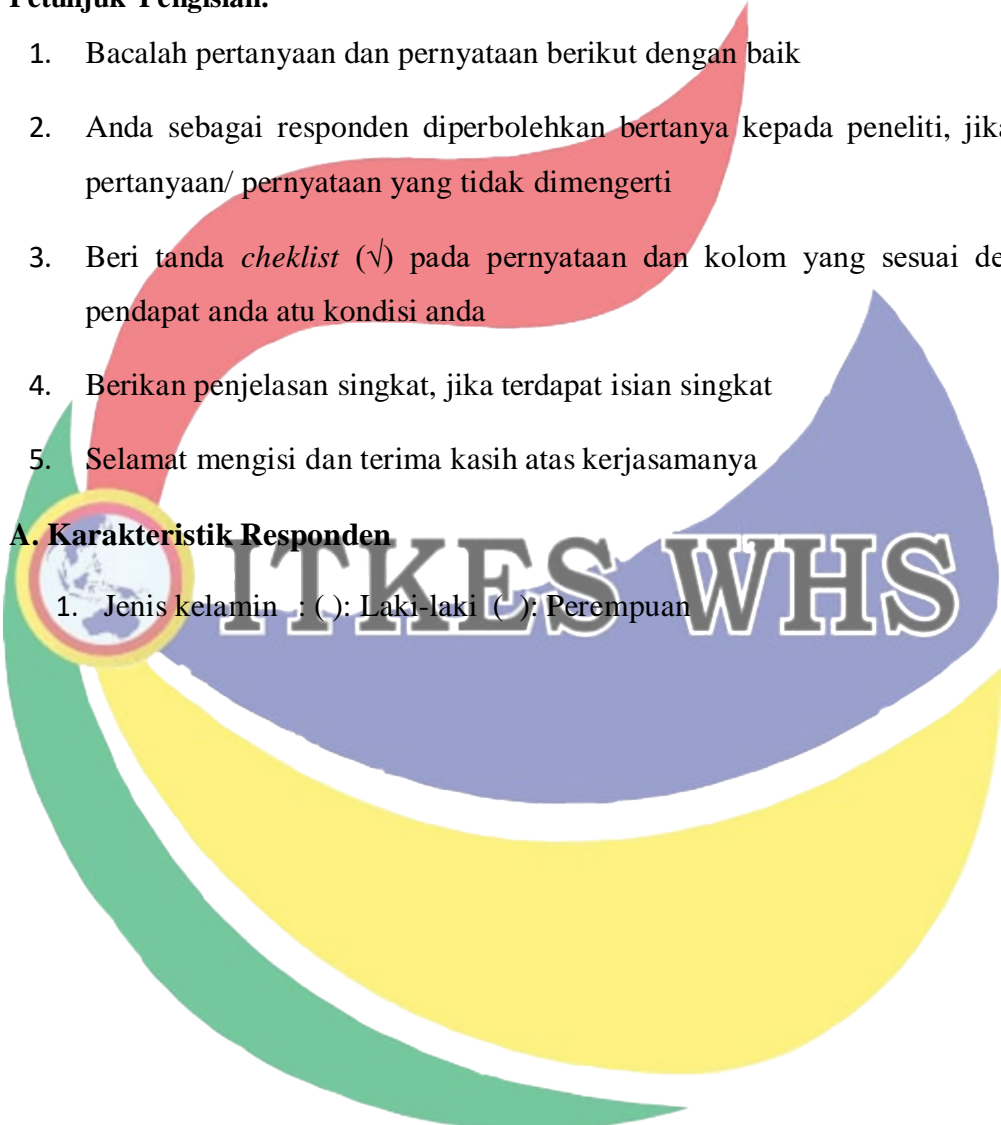 Petunjuk Pengisian:
1. Bacalah pertanyaan dan pernyataan berikut dengan baik
2. Anda sebagai responden diperbolehkan bertanya kepada peneliti, jika
pertanyaan/ pernyataan yang tidak dimengerti
3. Beri tanda cheklist (√) pada pernyataan dan kolom yang sesuai de
pendapat anda atu kondisi anda
4. Berikan penjelasan singkat, jika terdapat isian singkat
5. Selamat mengisi dan terima kasih atas kerjasamanya
A. Karakteristik Responden
ITKES WHS
1. Jenis kelamin : ( ): Laki-laki ( ): Perempuan